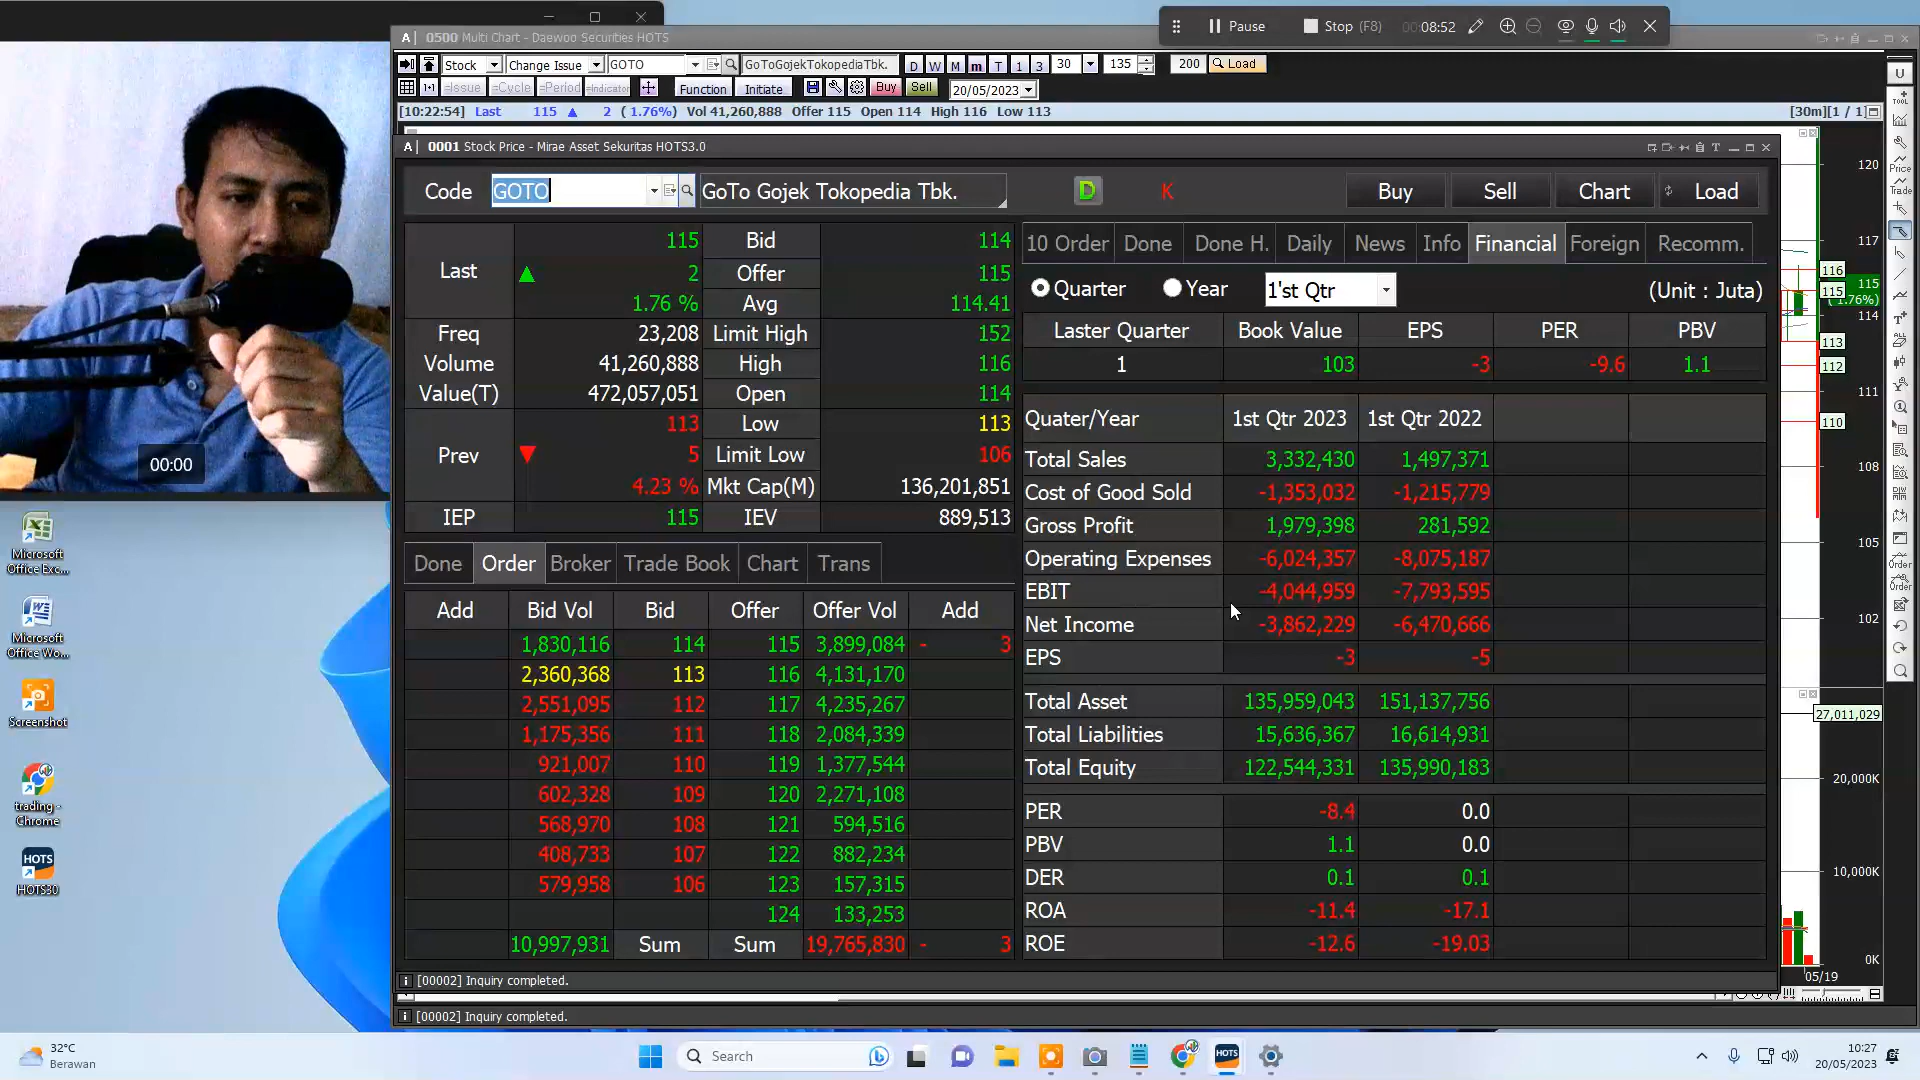 Pause
Stop (F8)
00:08:52
0500 Multi Chart - Daewoo Securities HOTS
Stock Change Issue GOTO GoToGojekTokopediaTbk. D W M m T 1 3 30 135 200 Load
=Issue =Cycle =Period =Indicator Function Initiate Buy Sell 20/05/2023
[10:22:54] Last 115 ▲ 2 ( 1.76%) Vol 41,260,888 Offer 115 Open 114 High 116 Low 113 [30m][1 / 1]
0001 Stock Price - Mirae Asset Sekuritas HOTS3.0
Code GOTO GoTo Gojek Tokopedia Tbk. D K Buy Sell Chart Load
Last 115 Bid 114
▲ 2 Offer 115
1.76 % Avg 114.41
Freq 23,208 Limit High 152
Volume 41,260,888 High 116
Value(T) 472,057,051 Open 114
Prev 113 Low 113
▼ 5 Limit Low 106
4.23 % Mkt Cap(M) 136,201,851
IEP 115 IEV 889,513
Done Order Broker Trade Book Chart Trans
Add Bid Vol Bid Offer Offer Vol Add
1,830,116 114 115 3,899,084 - 3
2,360,368 113 116 4,131,170
2,551,095 112 117 4,235,267
1,175,356 111 118 2,084,339
921,007 110 119 1,377,544
602,328 109 120 2,271,108
568,970 108 121 594,516
408,733 107 122 882,234
579,958 106 123 157,315
124 133,253
10,997,931 Sum Sum 19,765,830 - 3
10 Order Done Done H. Daily News Info Financial Foreign Recomm.
Quarter Year 1'st Qtr (Unit : Juta)
Laster Quarter Book Value EPS PER PBV
1 103 -3 -9.6 1.1
Quater/Year 1st Qtr 2023 1st Qtr 2022
Total Sales 3,332,430 1,497,371
Cost of Good Sold -1,353,032 -1,215,779
Gross Profit 1,979,398 281,592
Operating Expenses -6,024,357 -8,075,187
EBIT -4,044,959 -7,793,595
Net Income -3,862,229 -6,470,666
EPS -3 -5
Total Asset 135,959,043 151,137,756
Total Liabilities 15,636,367 16,614,931
Total Equity 122,544,331 135,990,183
PER -8.4 0.0
PBV 1.1 0.0
DER 0.1 0.1
ROA -11.4 -17.1
ROE -12.6 -19.03
[00002] Inquiry completed.
[00002] Inquiry completed.
120
117
116
115
115
( 1.76%)
114
113
112
111
110
108
105
102
27,011,029
20,000K
10,000K
0K
05/19
U
TOOL
Price
Trade
ALL
DIV
Order
Order
00:00
Microsoft
Office Exc...
Microsoft
Office Wo...
Screenshot
trading -
Chrome
HOTS
HOTS30
32°C
Berawan
Search
HOTS
10:27
20/05/2023